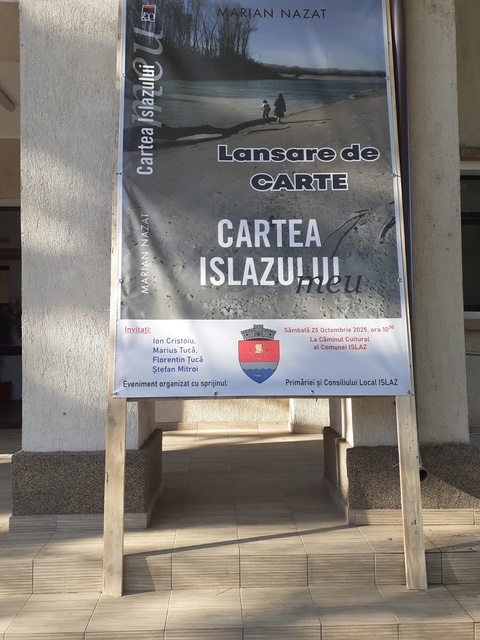 MARIAN NAZAT
Cartea Islazului
meu
MARIAN NAZAT
Lansare de
CARTE
CARTEA
ISLAZULUI
meu
Invitați:
Ion Cristoiu,
Marius Tucă,
Florentin Țucă
Ștefan Mitroi
Sâmbătă 25 Octombrie 2025, ora 10³⁰
La Căminul Cultural
al Comunei ISLAZ
Eveniment organizat cu sprijinul: Primăriei și Consiliului Local ISLAZ